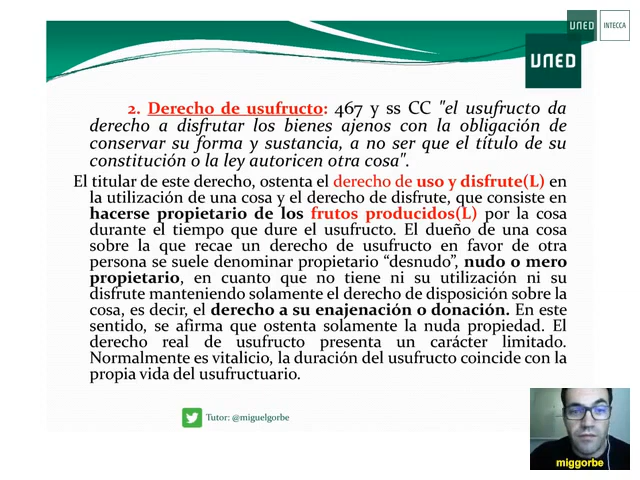 UNED
INTECCA
UNED
2. Derecho de usufructo: 467 y ss CC "el usufructo da
derecho a disfrutar los bienes ajenos con la obligación de
conservar su forma y sustancia, a no ser que el título de su
constitución o la ley autoricen otra cosa".
El titular de este derecho, ostenta el derecho de uso y disfrute(L) en
la utilización de una cosa y el derecho de disfrute, que consiste en
hacerse propietario de los frutos producidos(L) por la cosa
durante el tiempo que dure el usufructo. El dueño de una cosa
sobre la que recae un derecho de usufructo en favor de otra
persona se suele denominar propietario “desnudo”, nudo o mero
propietario, en cuanto que no tiene ni su utilización ni su
disfrute manteniendo solamente el derecho de disposición sobre la
cosa, es decir, el derecho a su enajenación o donación. En este
sentido, se afirma que ostenta solamente la nuda propiedad. El
derecho real de usufructo presenta un carácter limitado.
Normalmente es vitalicio, la duración del usufructo coincide con la
propia vida del usufructuario.
Tutor: @miguelgorbe
miggorbe